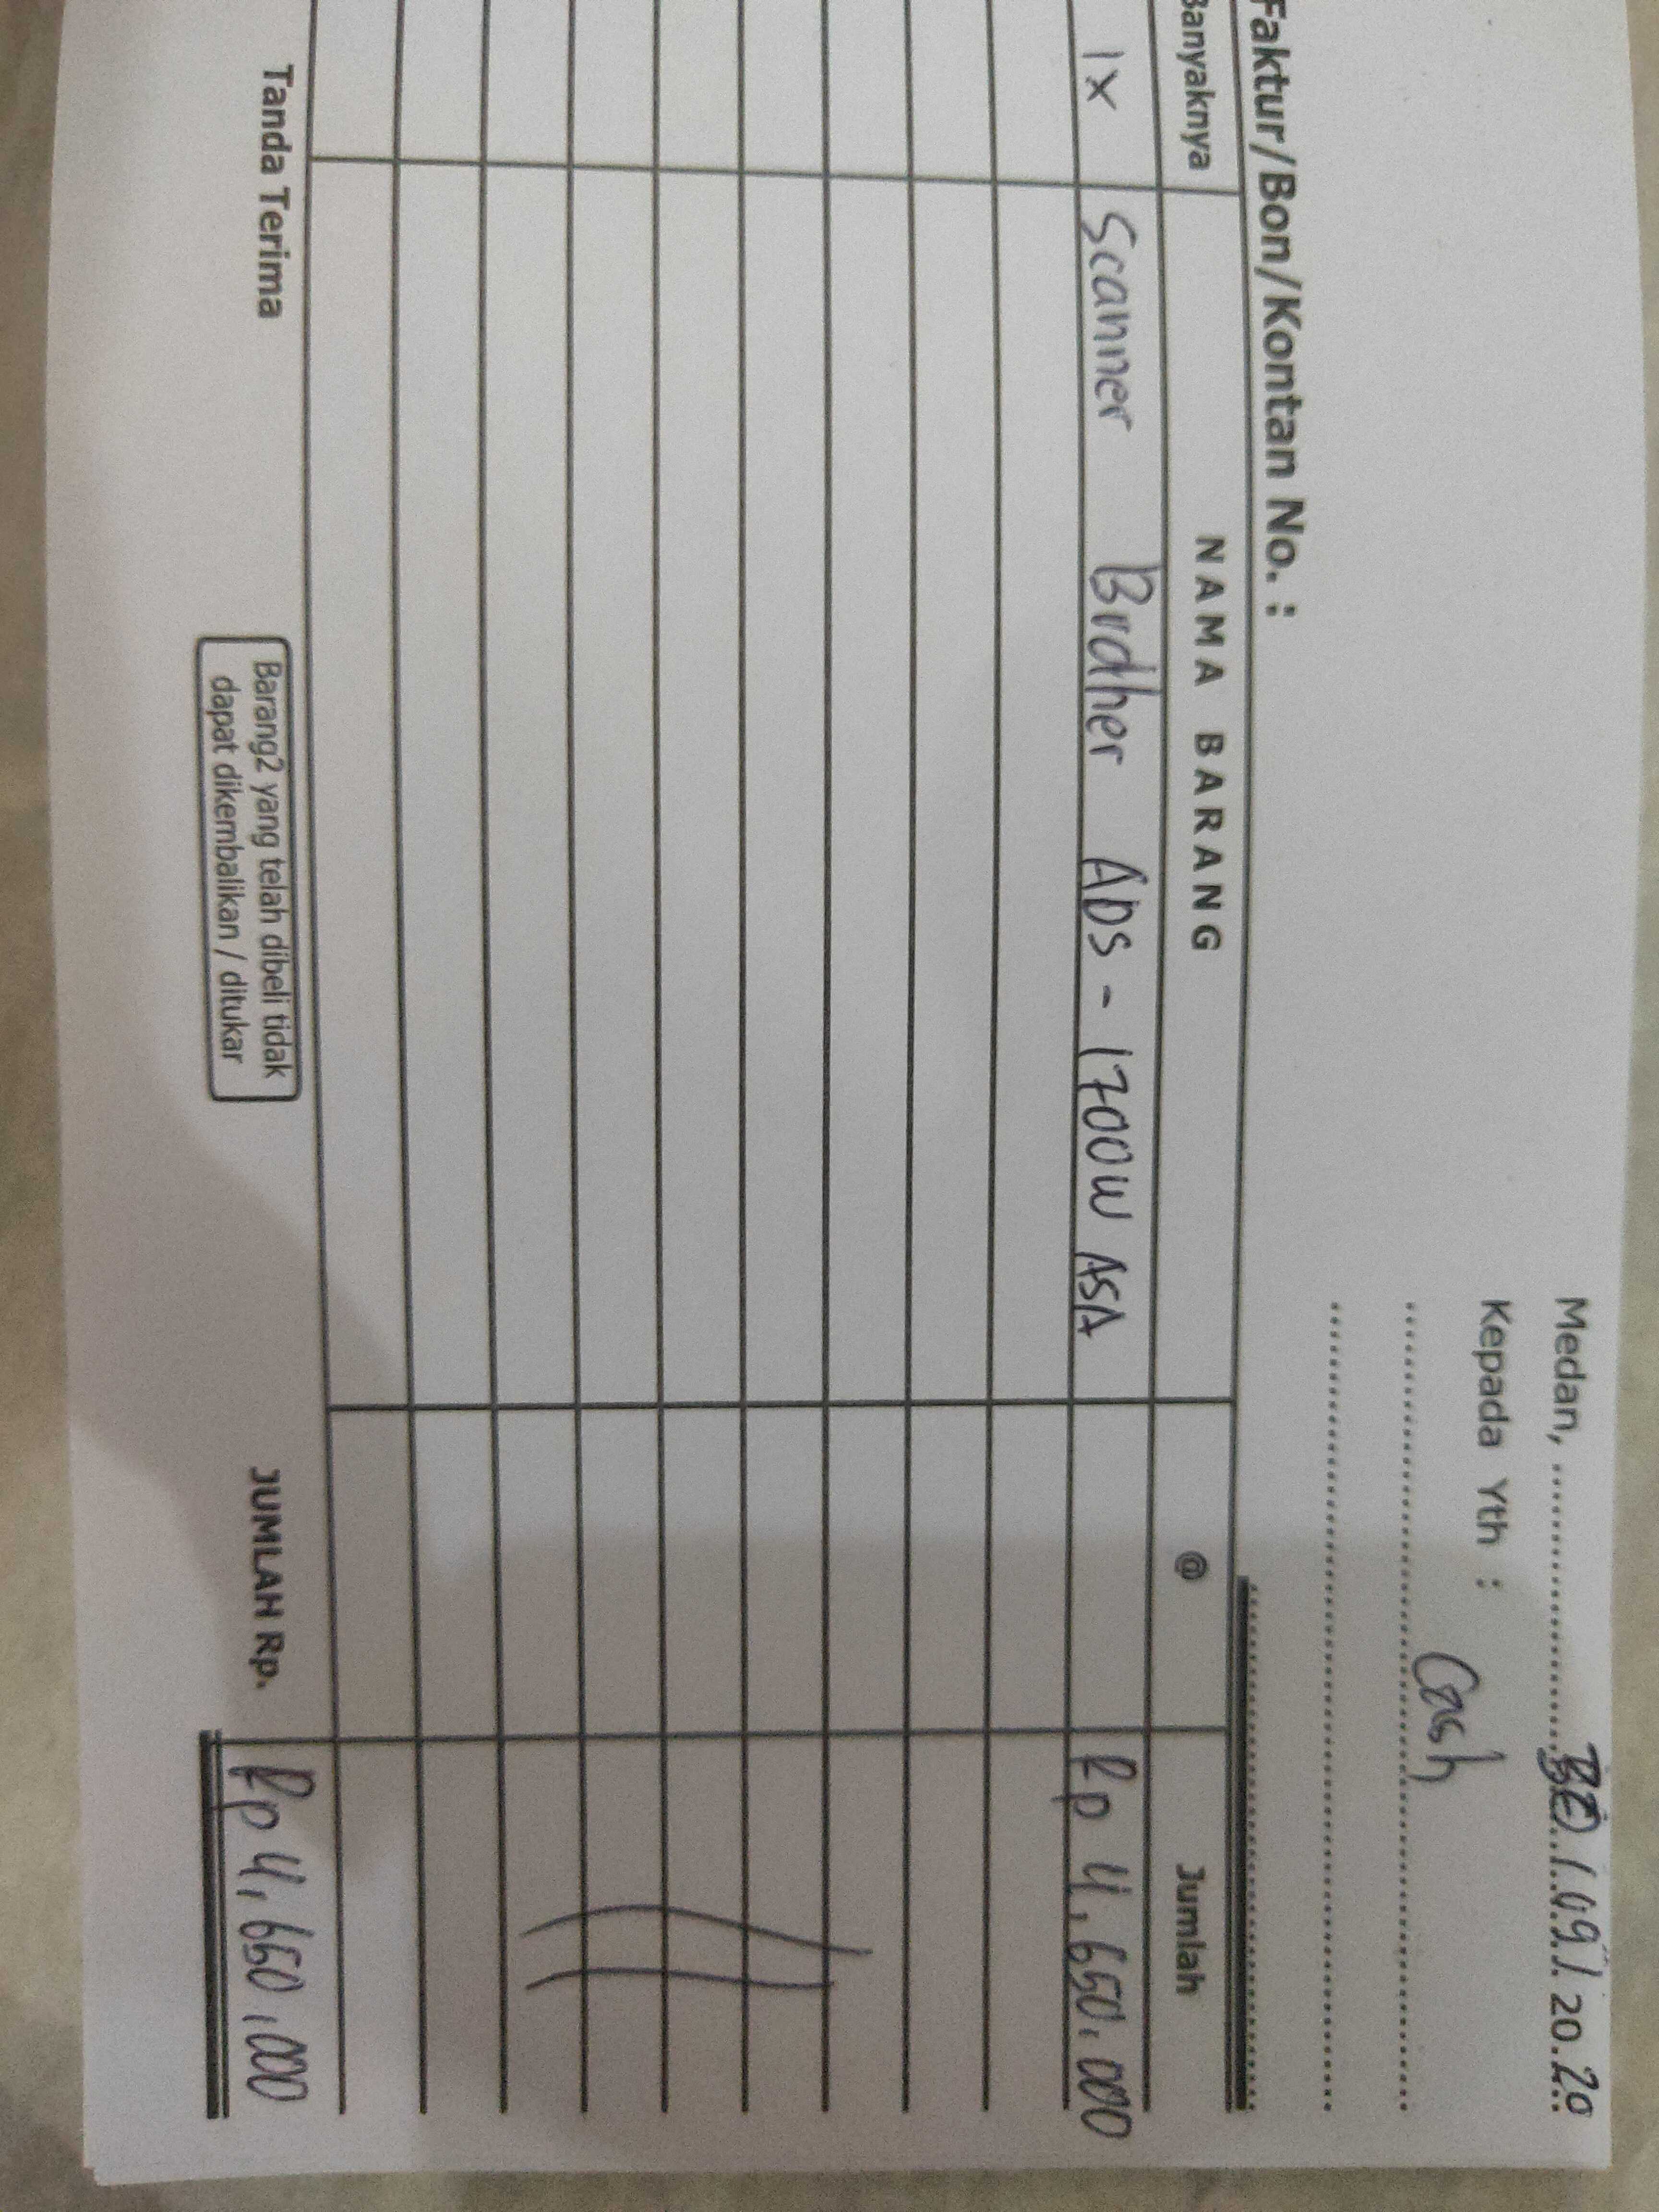 Medan, 30 / 09 / 20 20
Kepada Yth :
Cash
Faktur/Bon/Kontan No. :
Banyaknya NAMA BARANG @ Jumlah
1x Scanner Brother ADS - 1700W ASA Rp 4,650.000
Tanda Terima
Barang2 yang telah dibeli tidak
dapat dikembalikan / ditukar
JUMLAH Rp. Rp 4,650,000